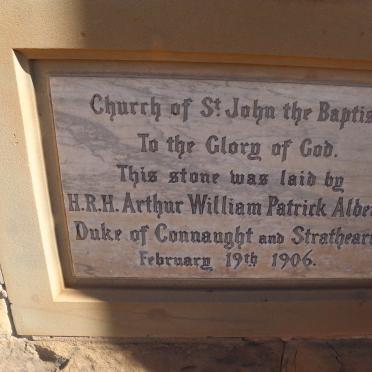 Church of St John the Baptis
To the Glory of God.
This stone was laid by
H.R.H. Arthur William Patrick Albe
Duke of Connaught and Strathear
February 19th 1906.